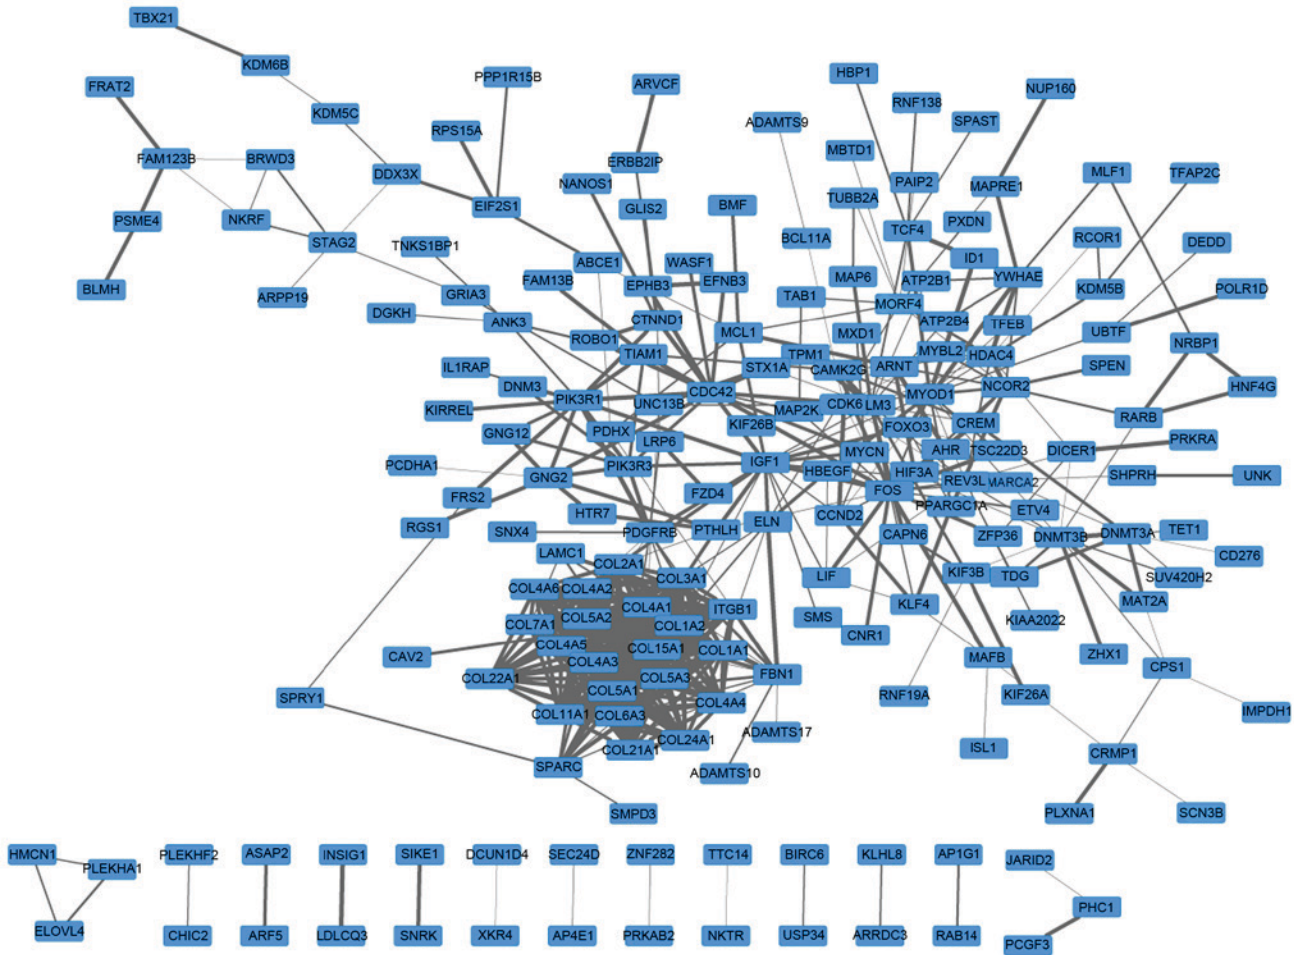 TBX21
KDM6B
FRAT2
KDM5C
PPP1R15B
ARVCF
HBP1
RNF138
NUP160
RPS15A
ADAMTS9
SPAST
FAM123B
BRWD3
DDX3X
ERBB2IP
MBTD1
NANOS1
PAIP2
MAPRE1
MLF1
TFAP2C
PSME4
NKRF
EIF2S1
GLIS2
BMF
TUBB2A
TCF4
PXDN
STAG2
TNKS1BP1
BCL11A
RCOR1
DEDD
BLMH
ARPP19
GRIA3
ABCE1
WASF1
MAP6
ID1
FAM13B
EPHB3
EFNB3
ATP2B1
YWHAE
KDM5B
POLR1D
DGKH
ANK3
CTNND1
TAB1
MORF4
ATP2B4
TFEB
ROBO1
MCL1
MXD1
UBTF
NRBP1
TIAM1
TPM1
MYBL2
HDAC4
IL1RAP
STX1A
CAMK2G
ARNT
SPEN
DNM3
PIK3R1
CDC42
NCOR2
HNF4G
KIRREL
UNC13B
MAP2K
CDK6
LM3
MYOD1
RARB
GNG12
PDHX
KIF26B
FOXO3
CREM
LRP6
MYCN
AHR
TSC22D3
DICER1
PRKRA
PCDHA1
GNG2
PIK3R3
IGF1
HBEGF
HIF3A
REV3L
MARCA2
SHPRH
UNK
FRS2
FZD4
FOS
RGS1
HTR7
PPARGC1A
ETV4
SNX4
PDGFRB
PTHLH
ELN
CCND2
CAPN6
ZFP36
DNMT3B
DNMT3A
TET1
LAMC1
COL2A1
CD276
COL4A6
COL4A2
COL3A1
LIF
KIF3B
TDG
SUV420H2
COL4A1
ITGB1
KLF4
MAT2A
COL7A1
COL5A2
COL1A2
SMS
KIAA2022
COL4A5
COL15A1
COL1A1
CNR1
CAV2
COL4A3
MAFB
ZHX1
CPS1
COL22A1
COL5A3
FBN1
SPRY1
COL5A1
COL4A4
RNF19A
KIF26A
COL11A1
COL6A3
IMPDH1
COL21A1
COL24A1
ADAMTS17
ISL1
SPARC
ADAMTS10
CRMP1
SMPD3
PLXNA1
SCN3B
HMCN1
PLEKHA1
PLEKHF2
ASAP2
INSIG1
SIKE1
DCUN1D4
SEC24D
ZNF282
TTC14
BIRC6
KLHL8
AP1G1
JARID2
PHC1
ELOVL4
CHIC2
ARF5
LDLCQ3
SNRK
XKR4
AP4E1
PRKAB2
NKTR
USP34
ARRDC3
RAB14
PCGF3